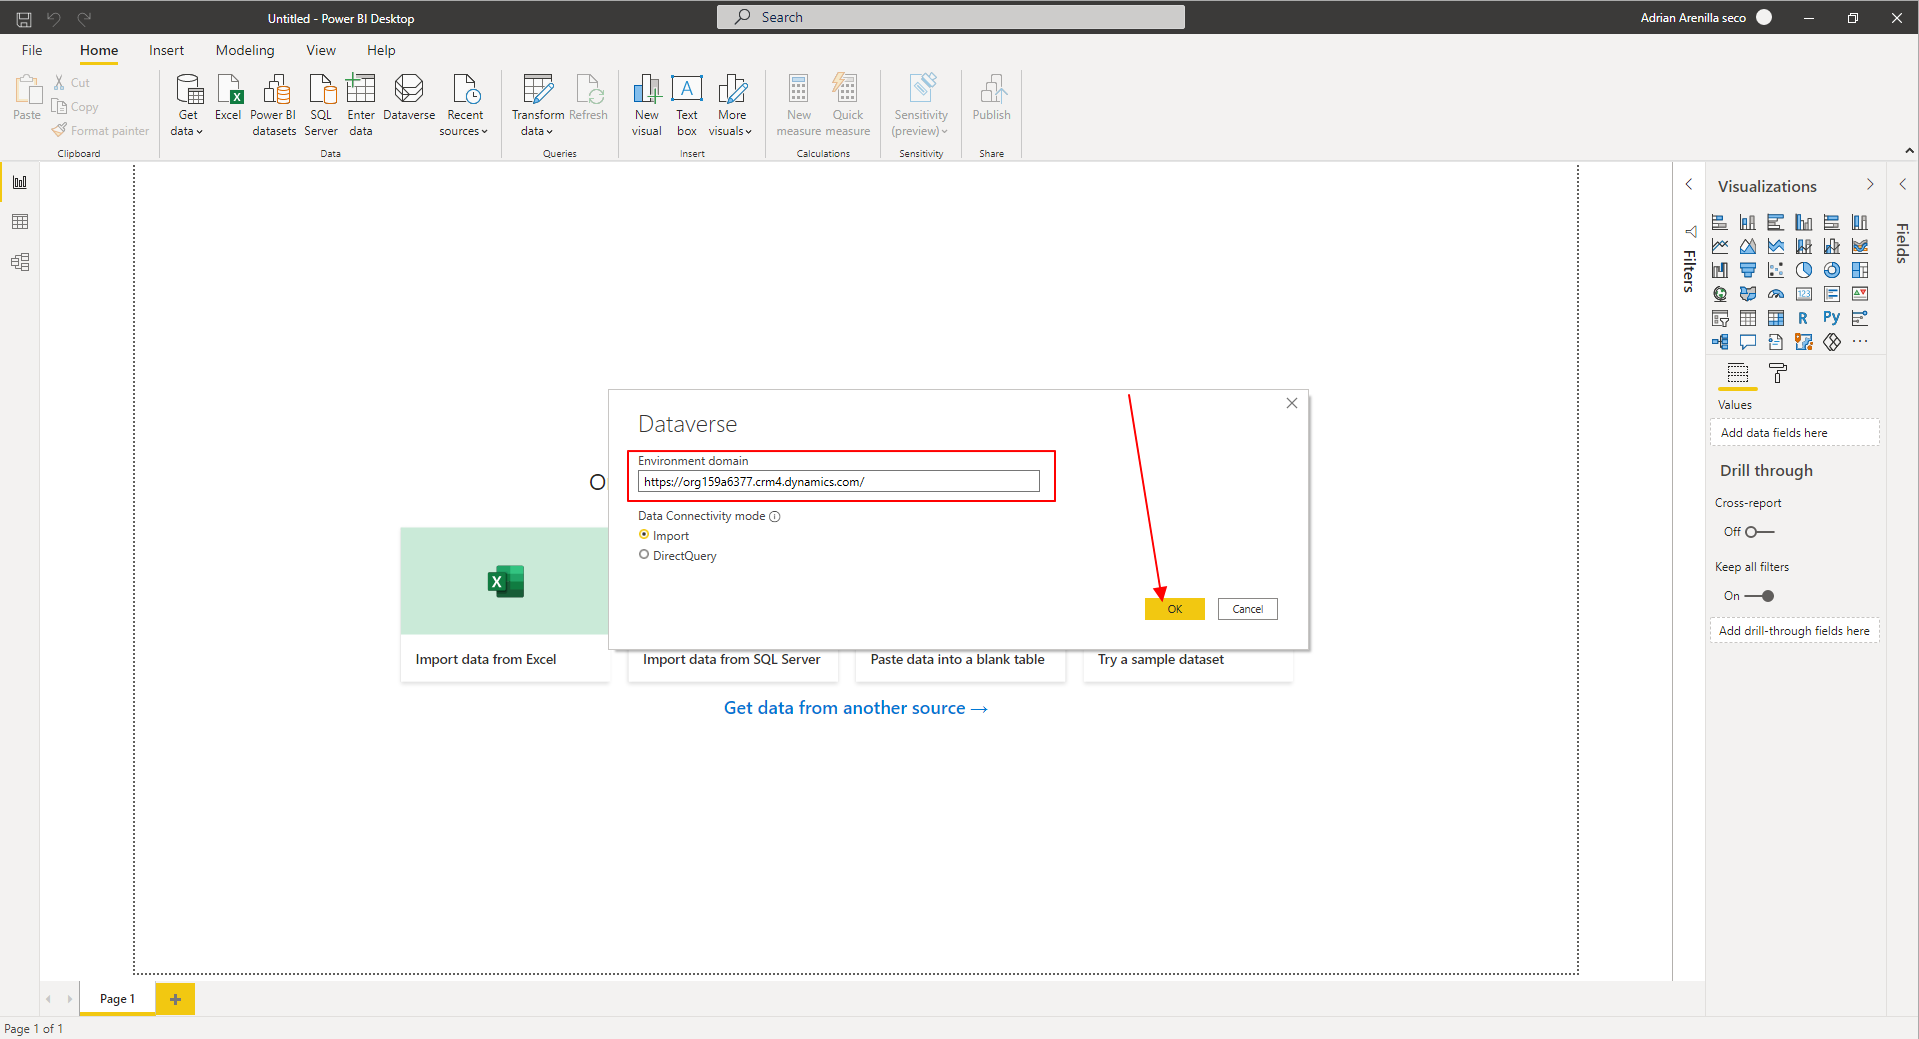 Untitled - Power BI Desktop
Search
Adrian Arenilla seco
File
Home
Insert
Modeling
View
Help
Paste
Cut
Copy
Format painter
Clipboard
Get data
Excel
Power BI datasets
SQL Server
Enter data
Dataverse
Recent sources
Data
Transform data
Refresh
Queries
New visual
Text box
More visuals
Insert
New measure
Quick measure
Calculations
Sensitivity (preview)
Sensitivity
Publish
Share
Filters
Visualizations
Fields
R
Py
123
Values
Add data fields here
Drill through
Cross-report
Off
Keep all filters
On
Add drill-through fields here
O
Dataverse
Environment domain
https://org159a6377.crm4.dynamics.com/
Data Connectivity mode
Import
DirectQuery
OK
Cancel
Import data from Excel
Import data from SQL Server
Paste data into a blank table
Try a sample dataset
Get data from another source →
Page 1
Page 1 of 1